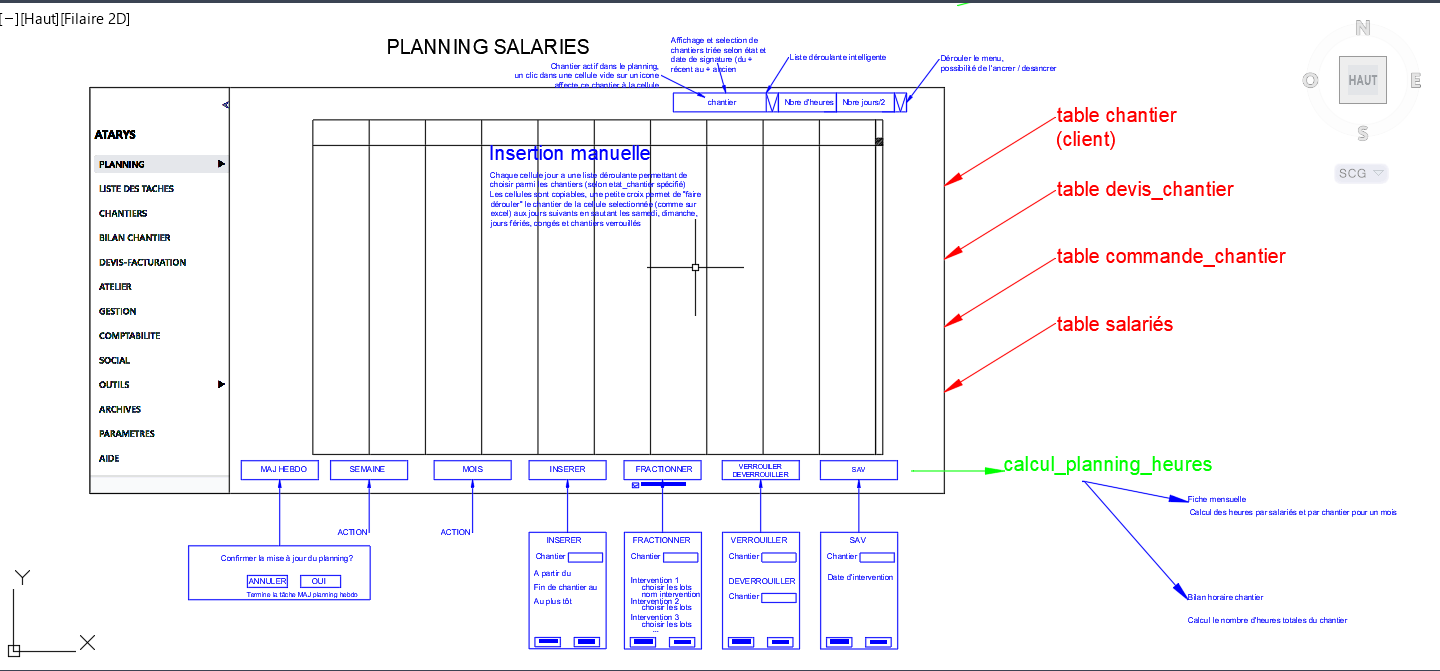 [−][Haut][Filaire 2D]
PLANNING SALARIES
Affichage et selection de
chantiers triée selon état et
date de signature (du +
récent au + ancien
Liste déroulante intelligente
Dérouler le menu,
possibilité de l'ancrer / desancrer
Chantier actif dans le planning,
un clic dans une cellule vide sur un icone
affecte ce chantier à la cellule
chantier
Nbre d'heures
Nbre jours/2
N
O
HAUT
E
S
SCG
ATARYS
PLANNING
LISTE DES TACHES
CHANTIERS
BILAN CHANTIER
DEVIS-FACTURATION
ATELIER
GESTION
COMPTABILITE
SOCIAL
OUTILS
ARCHIVES
PARAMETRES
AIDE
Insertion manuelle
Chaque cellule jour a une liste déroulante permettant de
choisir parmi les chantiers (selon etat_chantier spécifié)
Les cellules sont copiables, une petite croix permet de "faire
dérouler" le chantier de la cellule selectionnée (comme sur
excel) aux jours suivants en sautant les samedi, dimanche,
jours fériés, congés et chantiers verrouillés
table chantier
(client)
table devis_chantier
table commande_chantier
table salariés
MAJ HEBDO
SEMAINE
MOIS
INSERER
FRACTIONNER
VERROUILER
DEVERROUILLER
SAV
calcul_planning_heures
Fiche mensuelle
Calcul des heures par salariés et par chantier pour un mois
Bilan horaire chantier
Calcul le nombre d'heures totales du chantier
ACTION
ACTION
Confirmer la mise à jour du planning?
ANNULER
OUI
Termine la tâche MAJ planning hebdo
INSERER
Chantier
A partir du
Fin de chantier au
Au plus tôt
FRACTIONNER
Chantier
Intervention 1
choisir les lots
nom intervention
Intervention 2
choisir les lots
Intervention 3
choisir les lots
...
VERROUILLER
Chantier
DEVERROUILLER
Chantier
SAV
Chantier
Date d'intervention
Y
X